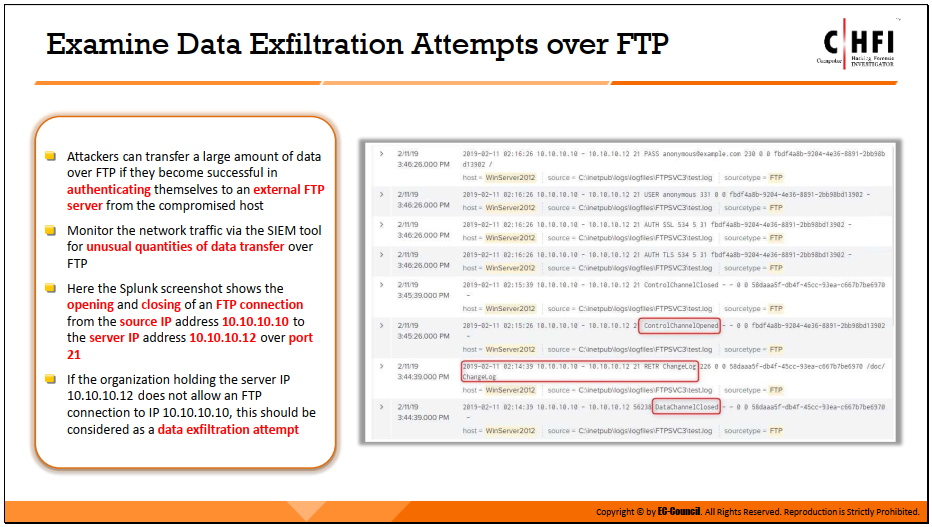 Examine Data Exfiltration Attempts over FTP
C HFI
Computer
Hacking Forensic
INVESTIGATOR
Attackers can transfer a large amount of data
over FTP if they become successful in
authenticating themselves to an external FTP
server from the compromised host
Monitor the network traffic via the SIEM tool
for unusual quantities of data transfer over
FTP
Here the Splunk screenshot shows the
opening and closing of an FTP connection
from the source IP address 10.10.10.10 to
the server IP address 10.10.10.12 over port
21
If the organization holding the server IP
10.10.10.12 does not allow an FTP
connection to IP 10.10.10.10, this should be
considered as a data exfiltration attempt
> 2/11/19 2019-02-11 02:16:26 10.10.10.10 - 10.10.10.12 21 PASS anonymous@example.com 230 0 0 fbdf4a8b-9204-4e36-8891-2bb98b
3:46:26.000 PM d13902 /
host = WinServer2012 source = C:\inetpub\logs\logfiles\FTPSVC3\test.log sourcetype = FTP
> 2/11/19 2019-02-11 02:16:26 10.10.10.10 - 10.10.10.12 21 USER anonymous 331 0 0 fbdf4a8b-9204-4e36-8891-2bb98bd13902 -
3:46:26.000 PM host = WinServer2012 source = C:\inetpub\logs\logfiles\FTPSVC3\test.log sourcetype = FTP
> 2/11/19 2019-02-11 02:16:26 10.10.10.10 - 10.10.10.12 21 AUTH SSL 534 5 31 fbdf4a8b-9204-4e36-8891-2bb98bd13902 -
3:46:26.000 PM host = WinServer2012 source = C:\inetpub\logs\logfiles\FTPSVC3\test.log sourcetype = FTP
> 2/11/19 2019-02-11 02:16:26 10.10.10.10 - 10.10.10.12 21 AUTH TLS 534 5 31 fbdf4a8b-9204-4e36-8891-2bb98bd13902 -
3:46:26.000 PM host = WinServer2012 source = C:\inetpub\logs\logfiles\FTPSVC3\test.log sourcetype = FTP
> 2/11/19 2019-02-11 02:15:39 10.10.10.10 - 10.10.10.12 21 ControlChannelClosed - - 0 0 58daaa5f-db4f-45cc-93ea-c667b7be6970
3:45:39.000 PM -
host = WinServer2012 source = C:\inetpub\logs\logfiles\FTPSVC3\test.log sourcetype = FTP
> 2/11/19 2019-02-11 02:15:26 10.10.10.10 - 10.10.10.12 21 ControlChannelOpened - - 0 0 fbdf4a8b-9204-4e36-8891-2bb98bd13902
3:45:26.000 PM -
host = WinServer2012 source = C:\inetpub\logs\logfiles\FTPSVC3\test.log sourcetype = FTP
> 2/11/19 2019-02-11 02:14:39 10.10.10.10 - 10.10.10.12 21 RETR ChangeLog 226 0 0 58daaa5f-db4f-45cc-93ea-c667b7be6970 /doc/
3:44:39.000 PM ChangeLog
host = WinServer2012 source = C:\inetpub\logs\logfiles\FTPSVC3\test.log sourcetype = FTP
> 2/11/19 2019-02-11 02:14:39 10.10.10.10 - 10.10.10.12 56238 DataChannelClosed - - 0 0 58daaa5f-db4f-45cc-93ea-c667b7be6970
3:44:39.000 PM -
host = WinServer2012 source = C:\inetpub\logs\logfiles\FTPSVC3\test.log sourcetype = FTP
Copyright © by EC-Council. All Rights Reserved. Reproduction is Strictly Prohibited.